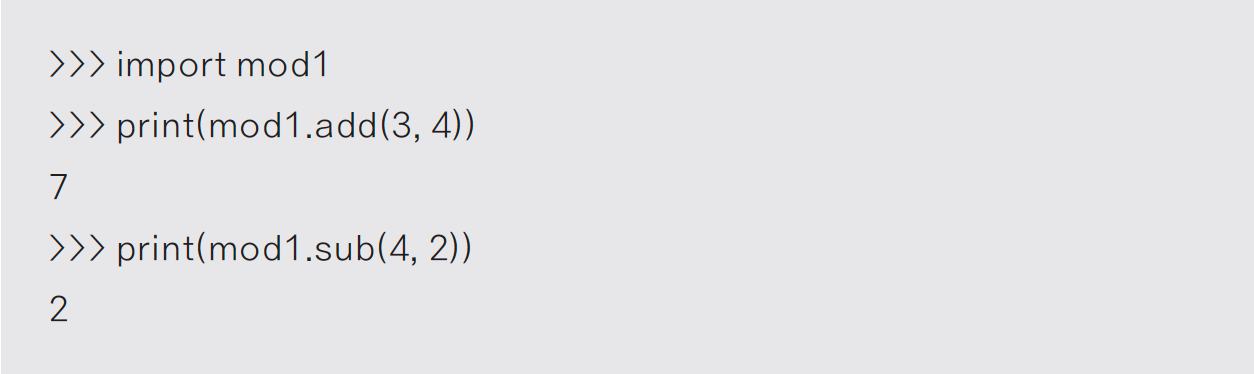 >>> import mod1
>>> print(mod1.add(3, 4))
7
>>> print(mod1.sub(4, 2))
2